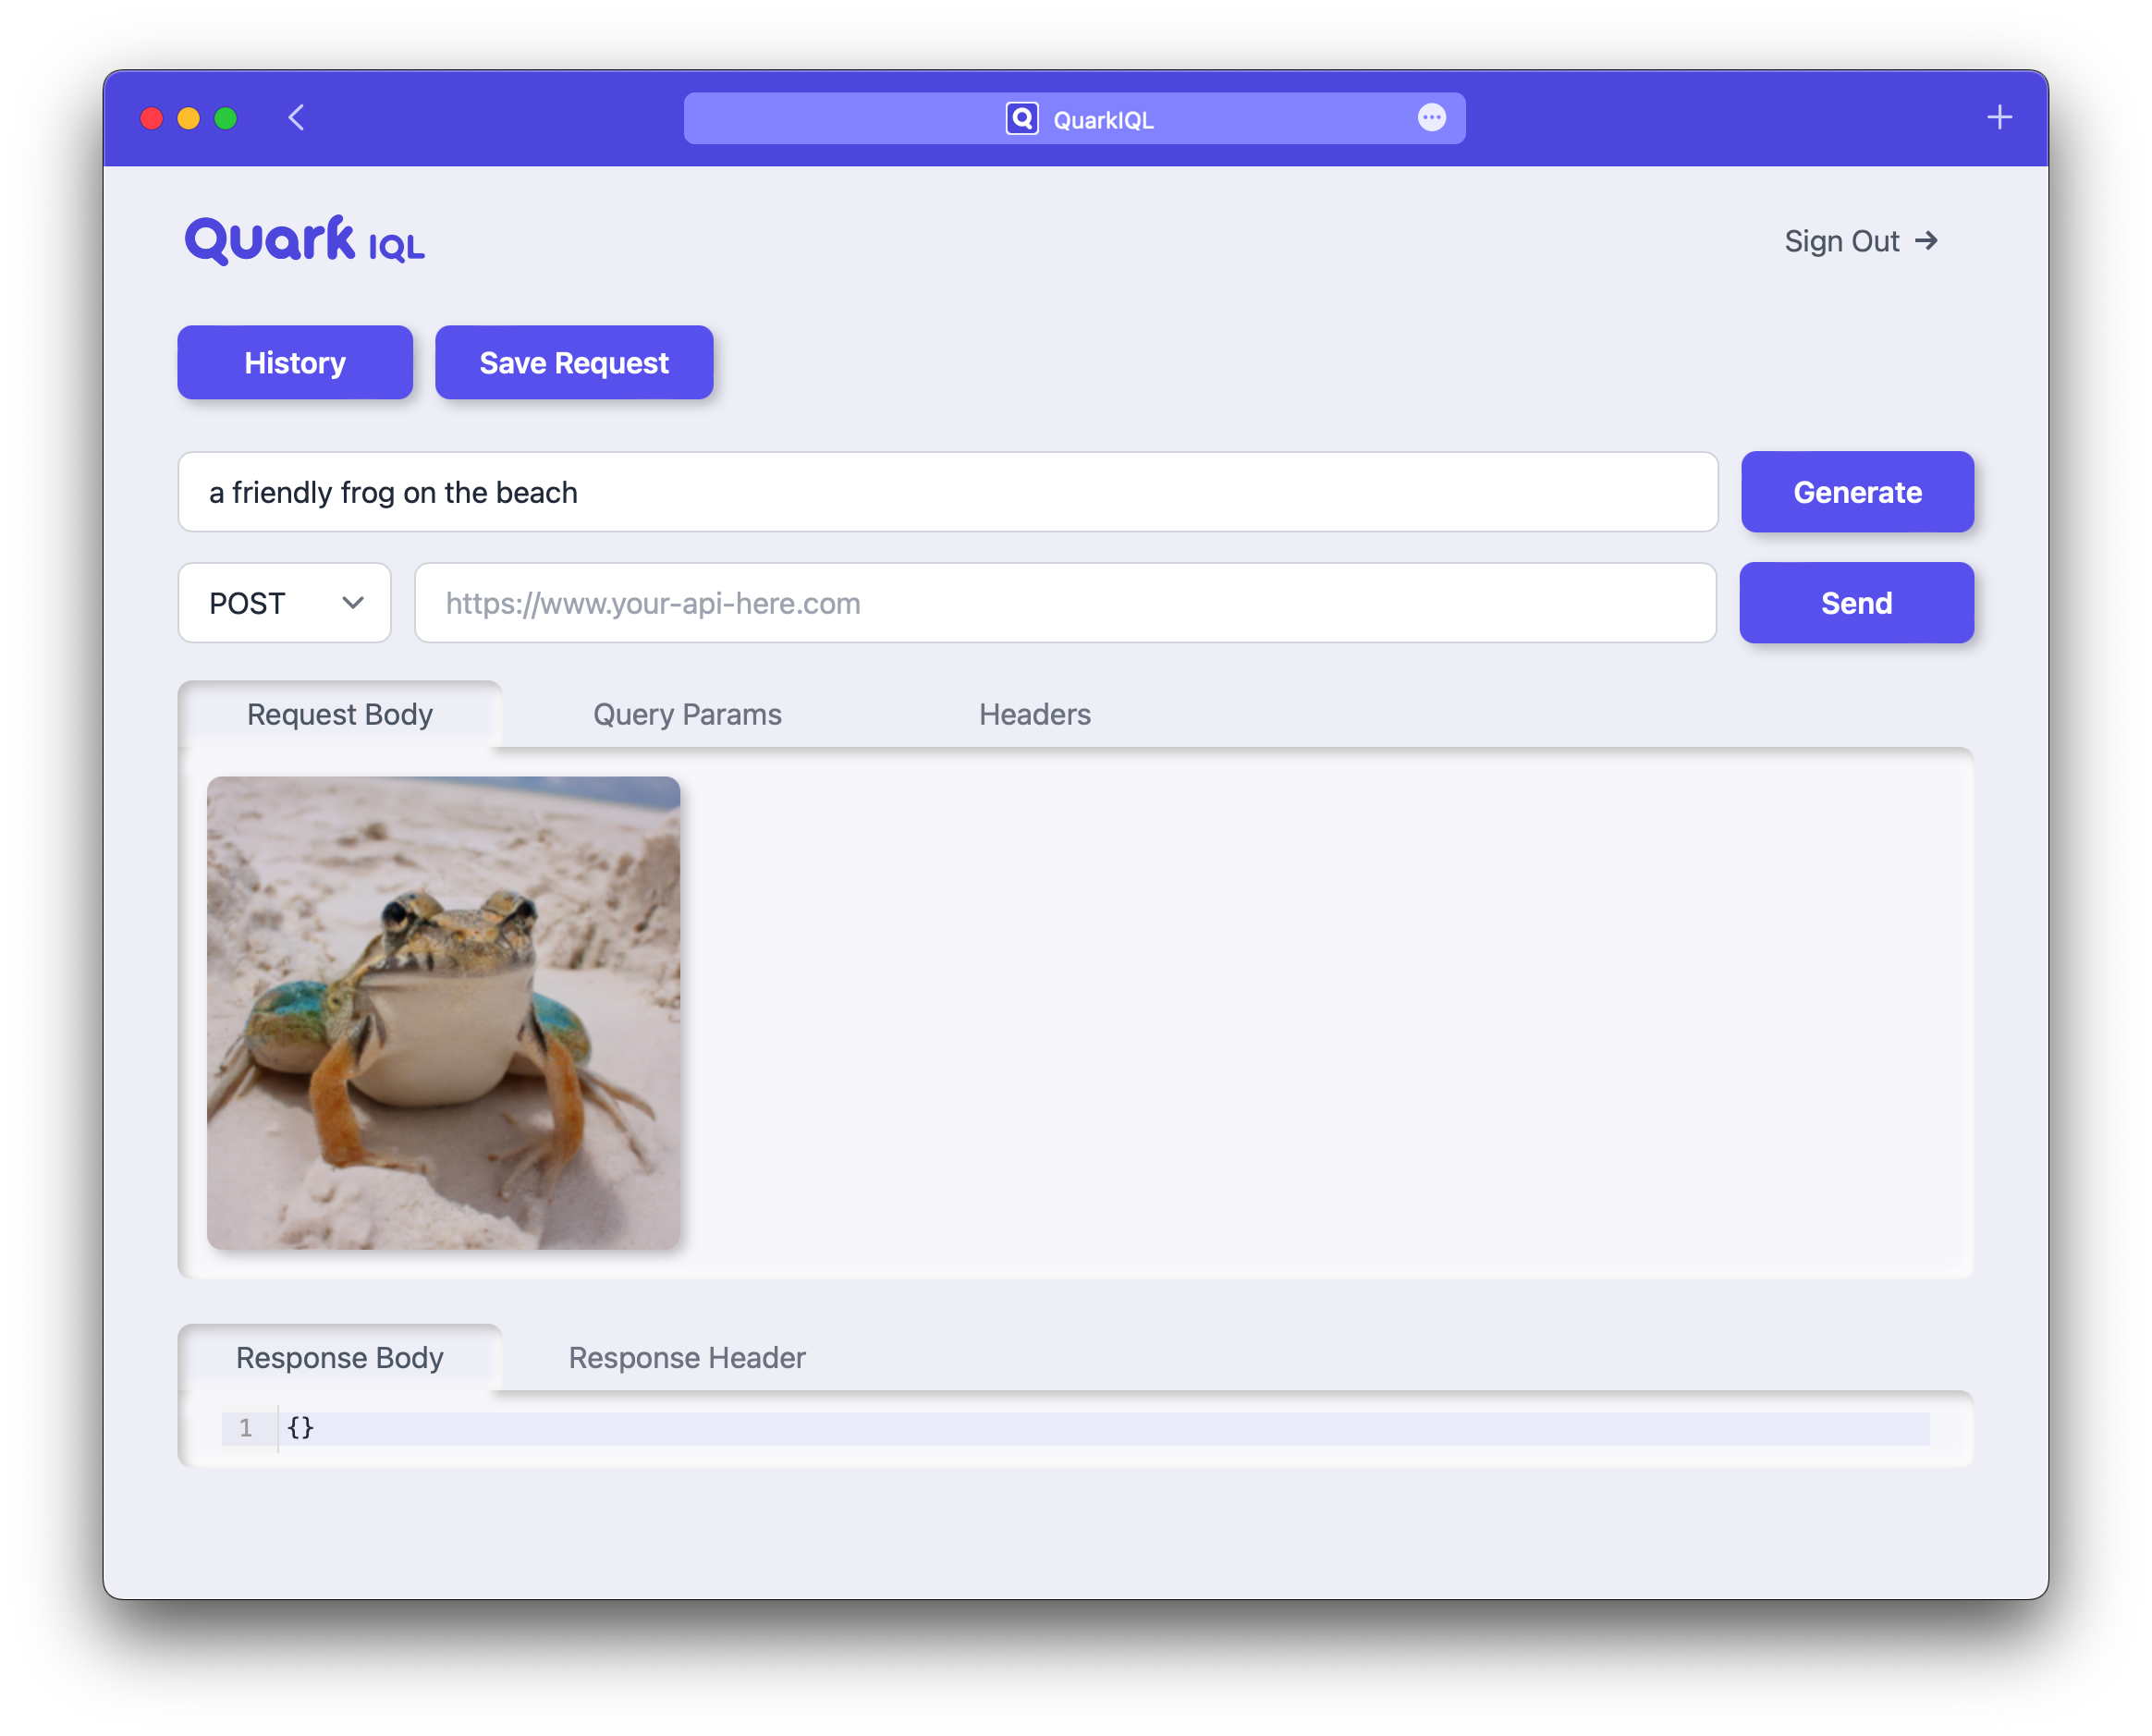 QuarkIQL
Quark IQL
Sign Out →
History
Save Request
a friendly frog on the beach
Generate
POST
https://www.your-api-here.com
Send
Request Body
Query Params
Headers
Response Body
Response Header
1 {}